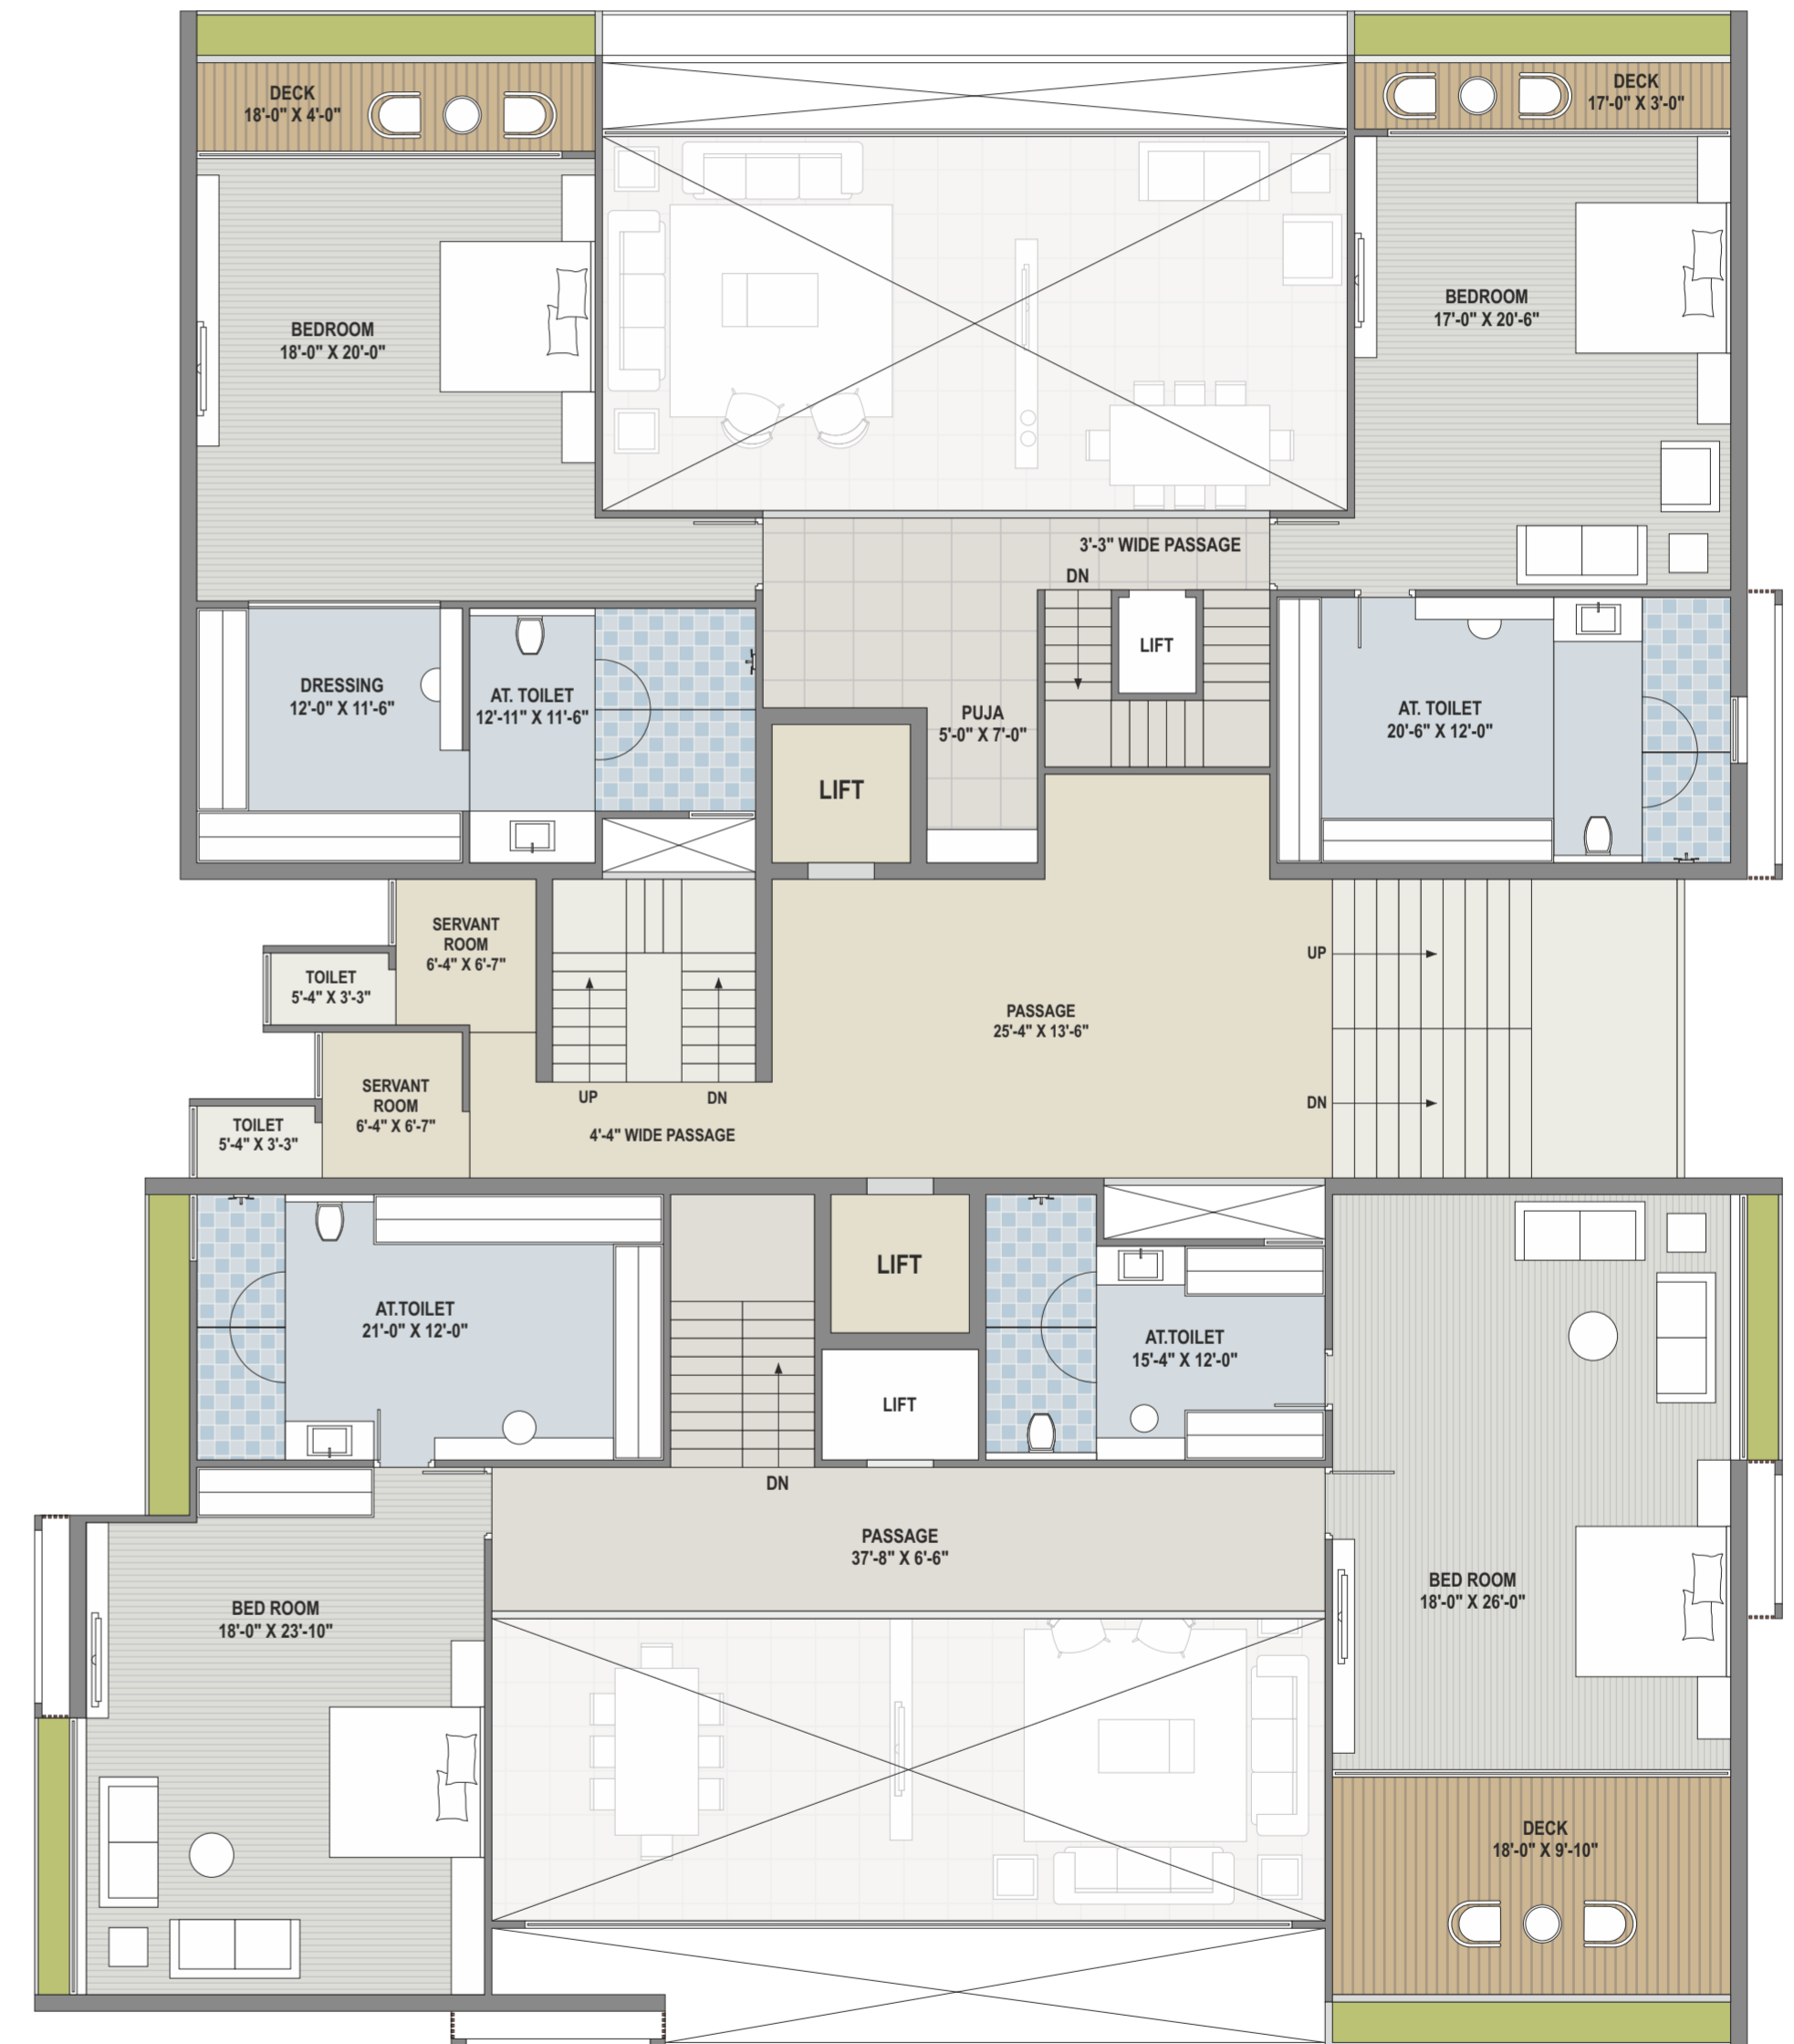 DECK
18'-0" X 4'-0"
DECK
17'-0" X 3'-0"
BEDROOM
18'-0" X 20'-0"
BEDROOM
17'-0" X 20'-6"
3'-3" WIDE PASSAGE
DN
LIFT
DRESSING
12'-0" X 11'-6"
AT. TOILET
12'-11" X 11'-6"
PUJA
5'-0" X 7'-0"
AT. TOILET
20'-6" X 12'-0"
LIFT
SERVANT
ROOM
6'-4" X 6'-7"
TOILET
5'-4" X 3'-3"
UP
PASSAGE
25'-4" X 13'-6"
SERVANT
ROOM
6'-4" X 6'-7"
UP
DN
DN
TOILET
5'-4" X 3'-3"
4'-4" WIDE PASSAGE
LIFT
AT.TOILET
21'-0" X 12'-0"
AT.TOILET
15'-4" X 12'-0"
LIFT
DN
PASSAGE
37'-8" X 6'-6"
BED ROOM
18'-0" X 23'-10"
BED ROOM
18'-0" X 26'-0"
DECK
18'-0" X 9'-10"